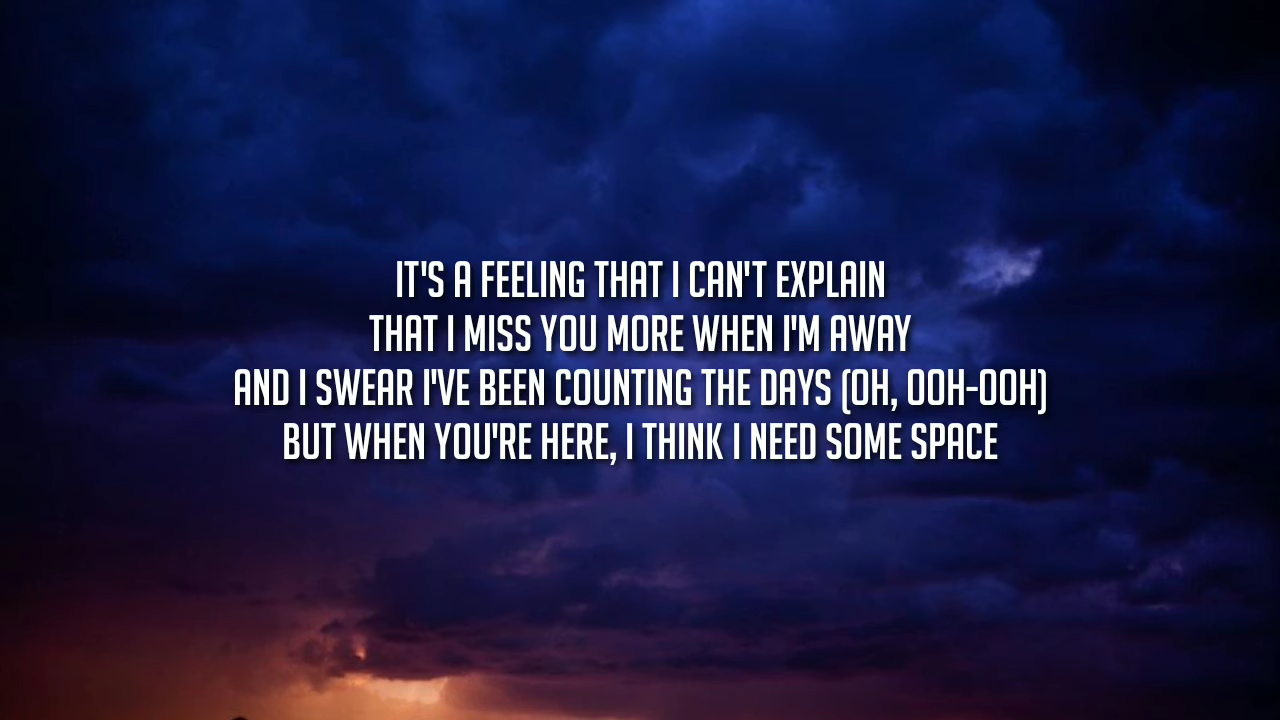 IT'S A FEELING THAT I CAN'T EXPLAIN
THAT I MISS YOU MORE WHEN I'M AWAY
AND I SWEAR I'VE BEEN COUNTING THE DAYS (OH, OOH-OOH)
BUT WHEN YOU'RE HERE, I THINK I NEED SOME SPACE